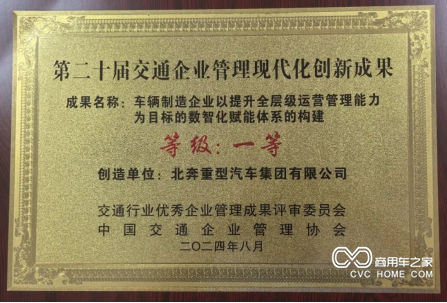 第二十届交通企业管理现代化创新成果
成果名称：车辆制造企业以提升全层级运营管理能力
为目标的数智化赋能体系的构建
等级：一等
创造单位：北奔重型汽车集团有限公司
交通行业优秀企业管理成果评审委员会
中国交通企业管理协会
二〇二四年八月
商用车之家
CVC HOME.COM